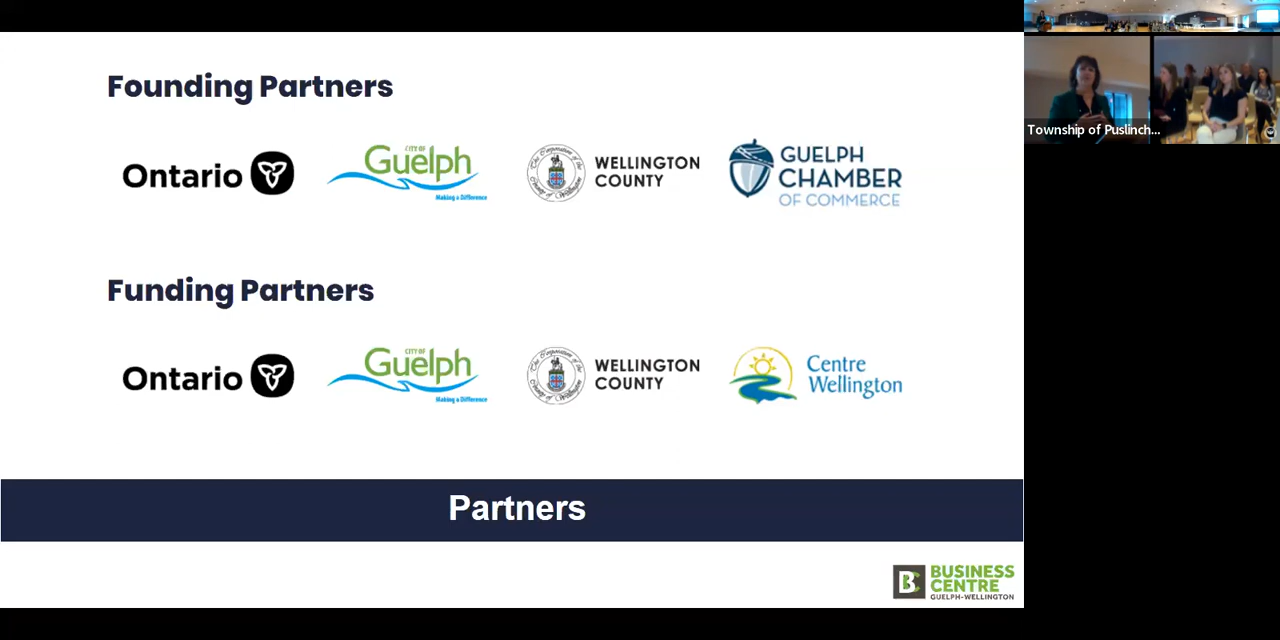 Founding Partners
Ontario
CITY OF
Guelph
Making a Difference
WELLINGTON
COUNTY
GUELPH
CHAMBER
OF COMMERCE
Funding Partners
Ontario
CITY OF
Guelph
Making a Difference
WELLINGTON
COUNTY
Centre
Wellington
Partners
BC
BUSINESS
CENTRE
GUELPH-WELLINGTON
Township of Puslinch...